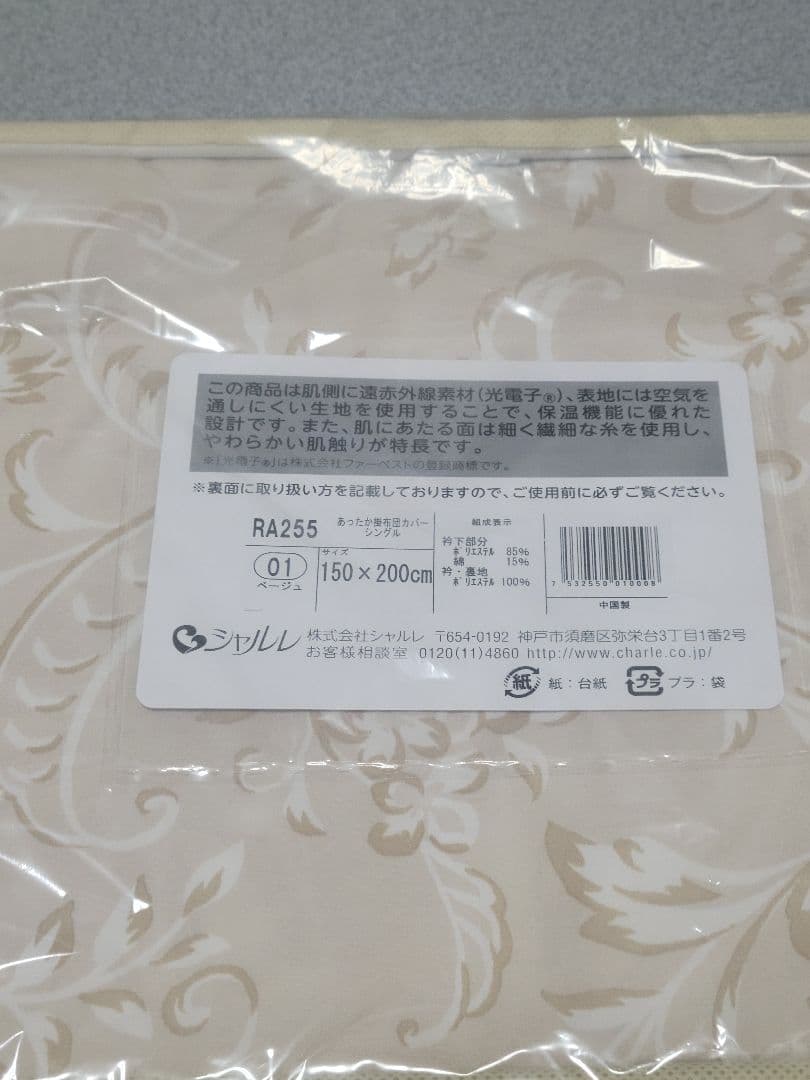 この商品は肌側に遠赤外線素材(光電子®)、表地には空気を
通しにくい生地を使用することで、保温機能に優れた
設計です。また、肌にあたる面は細く繊細な糸を使用し、
やわらかい肌触りが特長です。
※「光電子®」は株式会社ファーベストの登録商標です。
※裏面に取り扱い方を記載しておりますので、ご使用前に必ずご覧ください。
RA255
あったか掛布団カバー
シングル
01
ベージュ
サイズ
150×200cm
組成表示
衿下部分
ポリエステル 85%
綿 15%
衿・裏地
ポリエステル 100%
7 532550 010008
中国製
シャルレ 株式会社シャルレ 〒654-0192 神戸市須磨区弥栄台3丁目1番2号
お客様相談室 0120(11)4860 http://www.charle.co.jp/
紙 紙:台紙 プラ プラ:袋